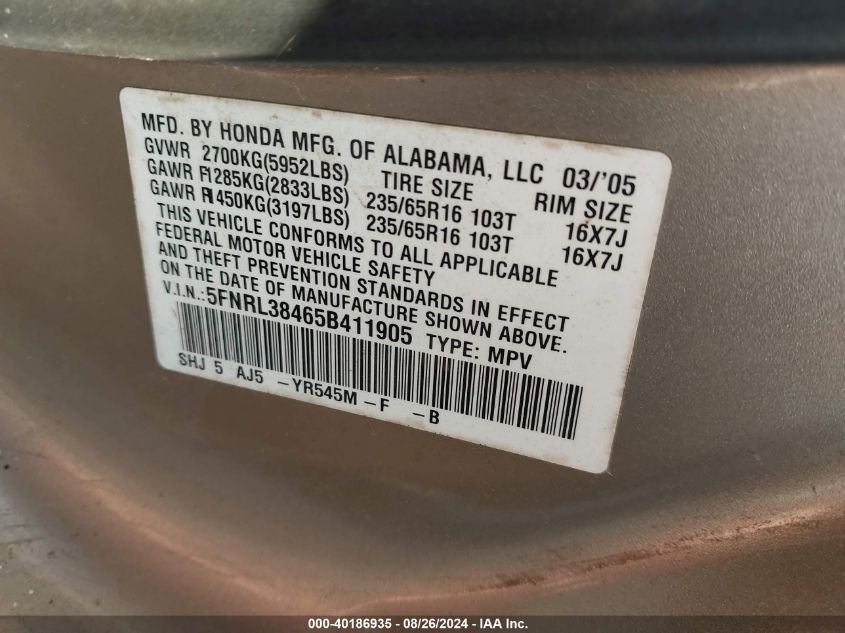 MFD. BY HONDA MFG. OF ALABAMA, LLC 03/'05
GVWR 2700KG(5952LBS) TIRE SIZE RIM SIZE
GAWR F1285KG(2833LBS) 235/65R16 103T 16X7J
GAWR R1450KG(3197LBS) 235/65R16 103T 16X7J
THIS VEHICLE CONFORMS TO ALL APPLICABLE
FEDERAL MOTOR VEHICLE SAFETY
AND THEFT PREVENTION STANDARDS IN EFFECT
ON THE DATE OF MANUFACTURE SHOWN ABOVE.
V.I.N.:5FNRL38465B411905 TYPE: MPV
SHJ 5 AJ5 -YR545M -F -B
000-40186935 - 08/26/2024 - IAA Inc.